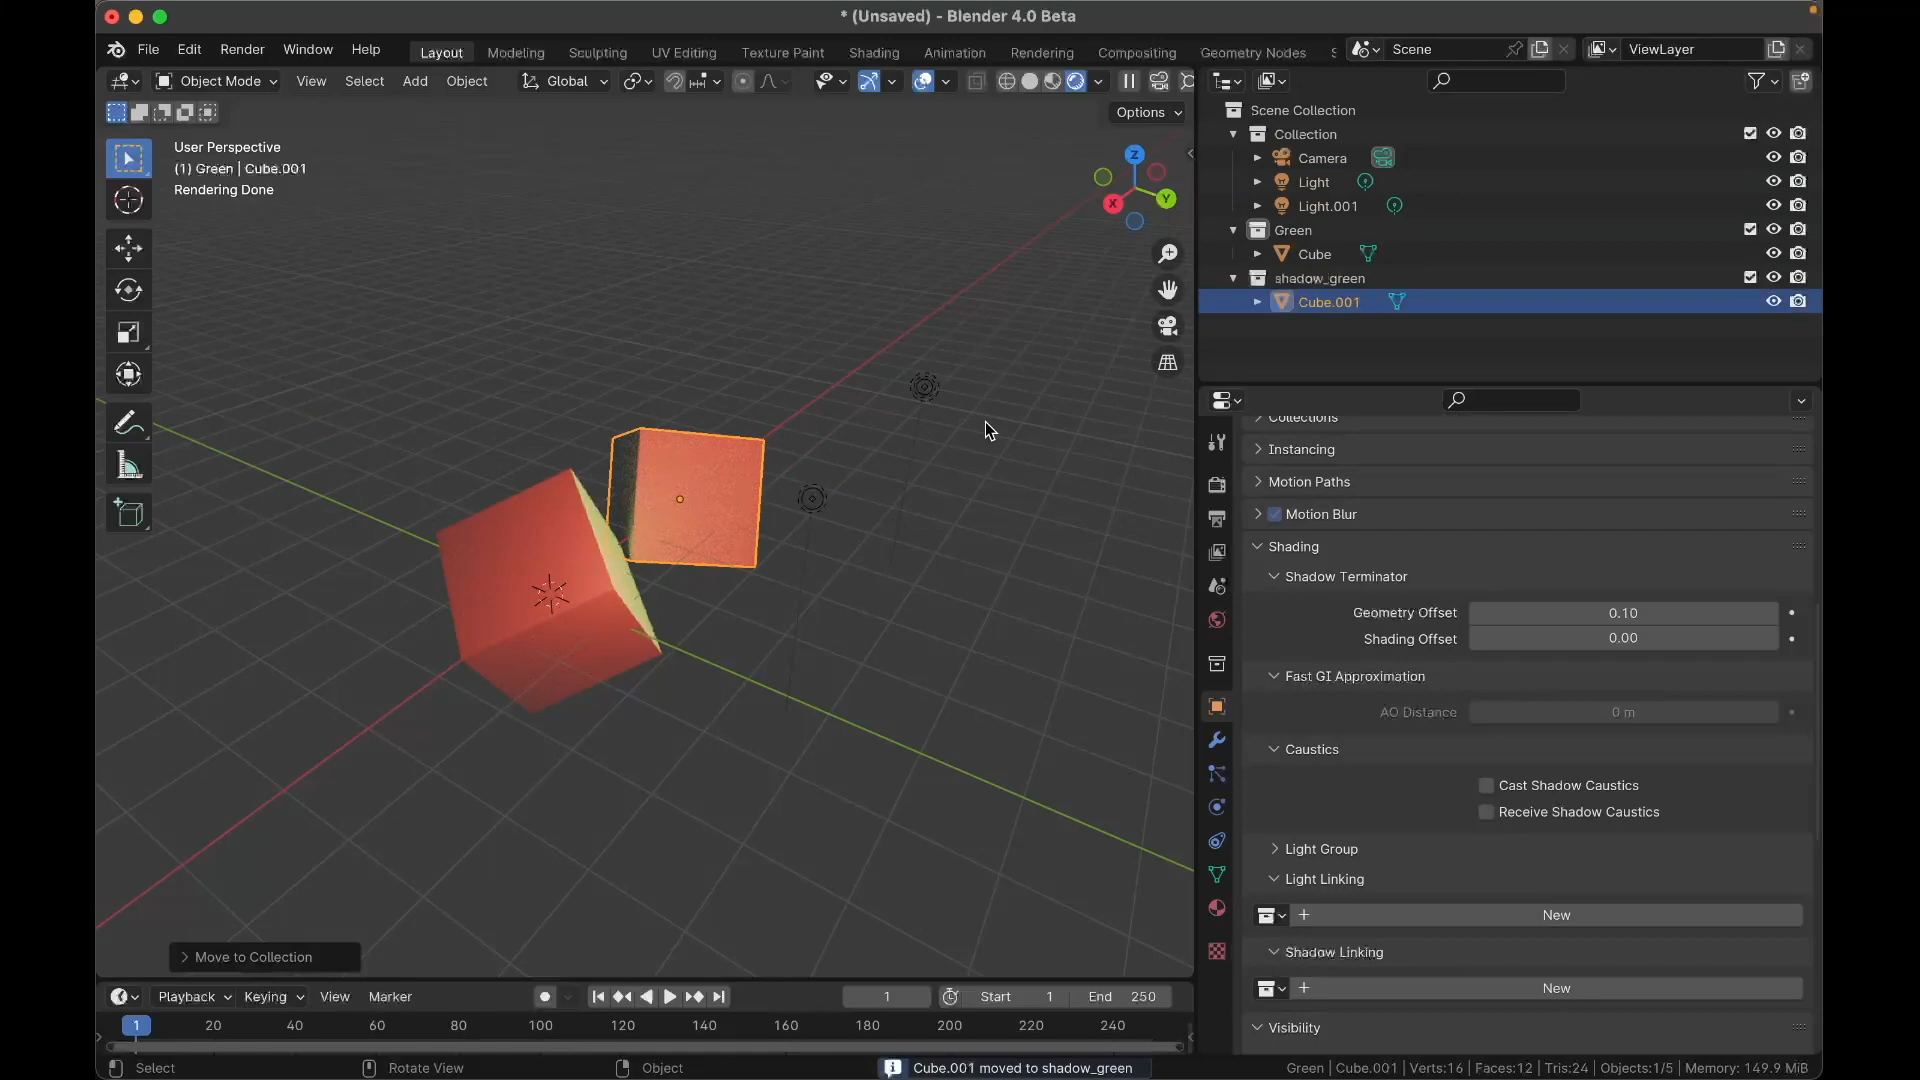 * (Unsaved) - Blender 4.0 Beta
File Edit Render Window Help
Layout Modeling Sculpting UV Editing Texture Paint Shading Animation Rendering Compositing Geometry Nodes
Scene
ViewLayer
Object Mode View Select Add Object Global
Options
User Perspective
(1) Green | Cube.001
Rendering Done
Z
Y
X
Scene Collection
Collection
Camera
Light
Light.001
Green
Cube
shadow_green
Cube.001
Collections
Instancing
Motion Paths
Motion Blur
Shading
Shadow Terminator
Geometry Offset 0.10
Shading Offset 0.00
Fast GI Approximation
AO Distance 0 m
Caustics
Cast Shadow Caustics
Receive Shadow Caustics
Light Group
Light Linking
New
Shadow Linking
New
Visibility
Move to Collection
Playback Keying View Marker
1
Start 1 End 250
1 20 40 60 80 100 120 140 160 180 200 220 240
Select Rotate View Object
Cube.001 moved to shadow_green
Green | Cube.001 | Verts:16 | Faces:12 | Tris:24 | Objects:1/5 | Memory: 149.9 MiB